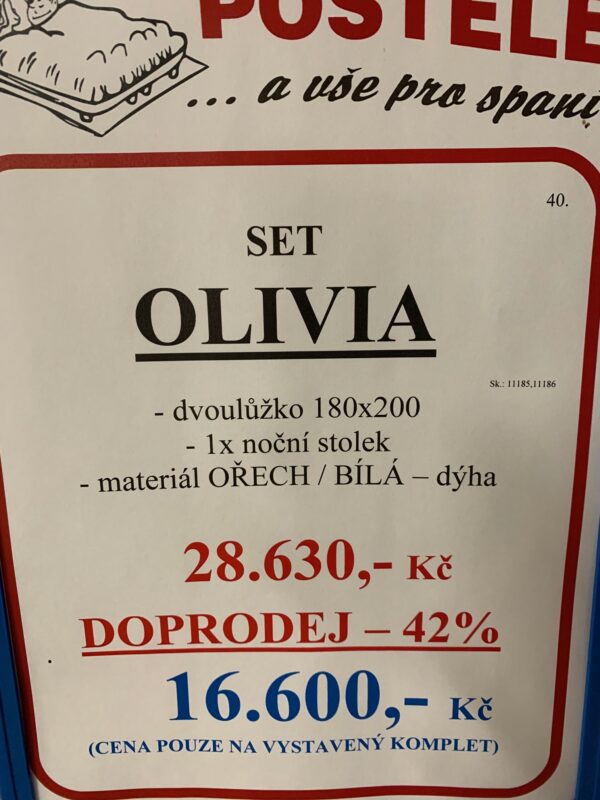 POSTELE
... a vše pro spaní
40.
SET
OLIVIA
Sk.: 11185,11186
- dvoulůžko 180x200
- 1x noční stolek
- materiál OŘECH / BÍLÁ – dýha
28.630,- Kč
DOPRODEJ – 42%
16.600,- Kč
(CENA POUZE NA VYSTAVENÝ KOMPLET)